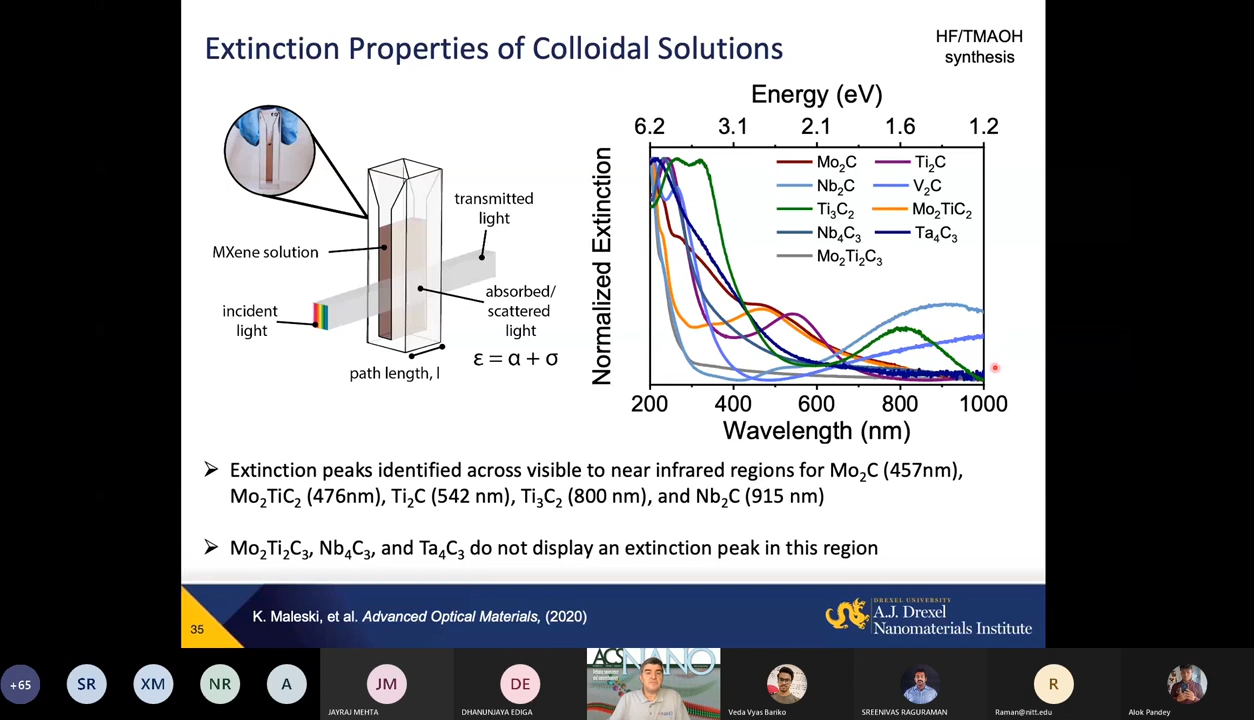 Extinction Properties of Colloidal Solutions
HF/TMAOH
synthesis
transmitted
light
MXene solution
absorbed/
scattered
light
incident
light
ε = α + σ
path length, l
Energy (eV)
6.2 3.1 2.1 1.6 1.2
Normalized Extinction
Mo₂C Ti₂C
Nb₂C V₂C
Ti₃C₂ Mo₂TiC₂
Nb₄C₃ Ta₄C₃
Mo₂Ti₂C₃
200 400 600 800 1000
Wavelength (nm)
➢ Extinction peaks identified across visible to near infrared regions for Mo₂C (457nm),
Mo₂TiC₂ (476nm), Ti₂C (542 nm), Ti₃C₂ (800 nm), and Nb₂C (915 nm)
➢ Mo₂Ti₂C₃, Nb₄C₃, and Ta₄C₃ do not display an extinction peak in this region
35
K. Maleski, et al. Advanced Optical Materials, (2020)
DREXEL UNIVERSITY
A.J. Drexel
Nanomaterials Institute
+65 SR XM NR A JM DE R
ACS NANO
JAYRAJ MEHTA DHANUNJAYA EDIGA Veda Vyas Bariko SREENIVAS RAGURAMAN Raman@nitt.edu Alok Pandey